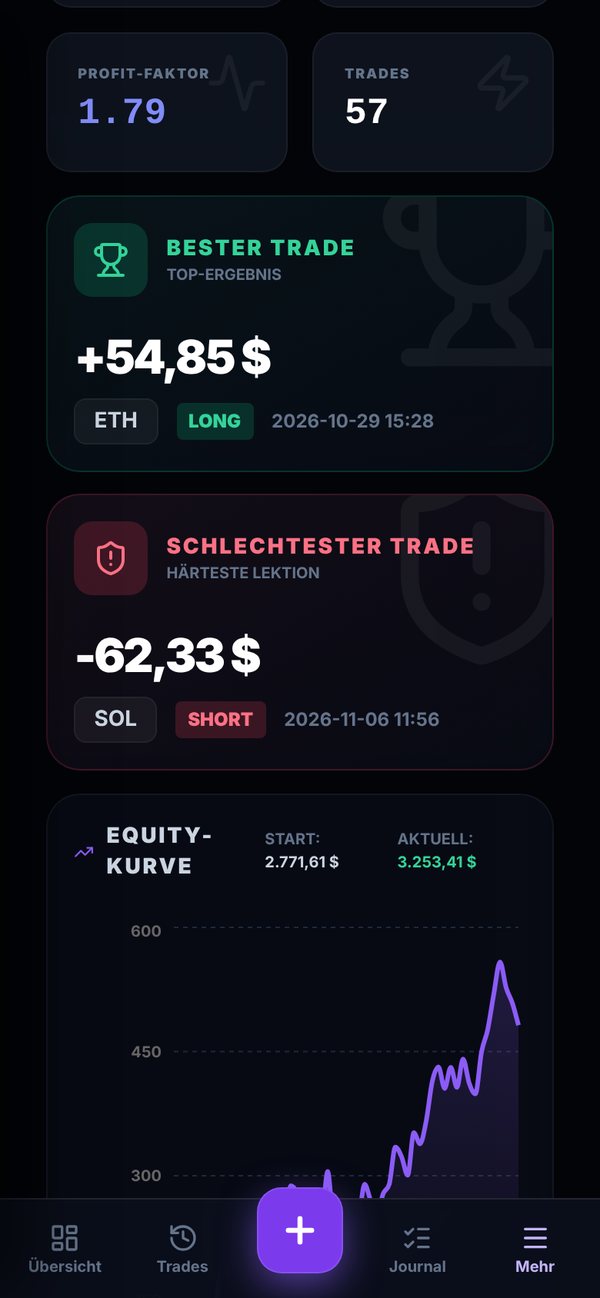 PROFIT-FAKTOR
1.79
TRADES
57
BESTER TRADE
TOP-ERGEBNIS
+54,85 $
ETH LONG 2026-10-29 15:28
SCHLECHTESTER TRADE
HÄRTESTE LEKTION
-62,33 $
SOL SHORT 2026-11-06 11:56
EQUITY-
KURVE
START:
2.771,61 $
AKTUELL:
3.253,41 $
600
450
300
+
Übersicht Trades Journal Mehr